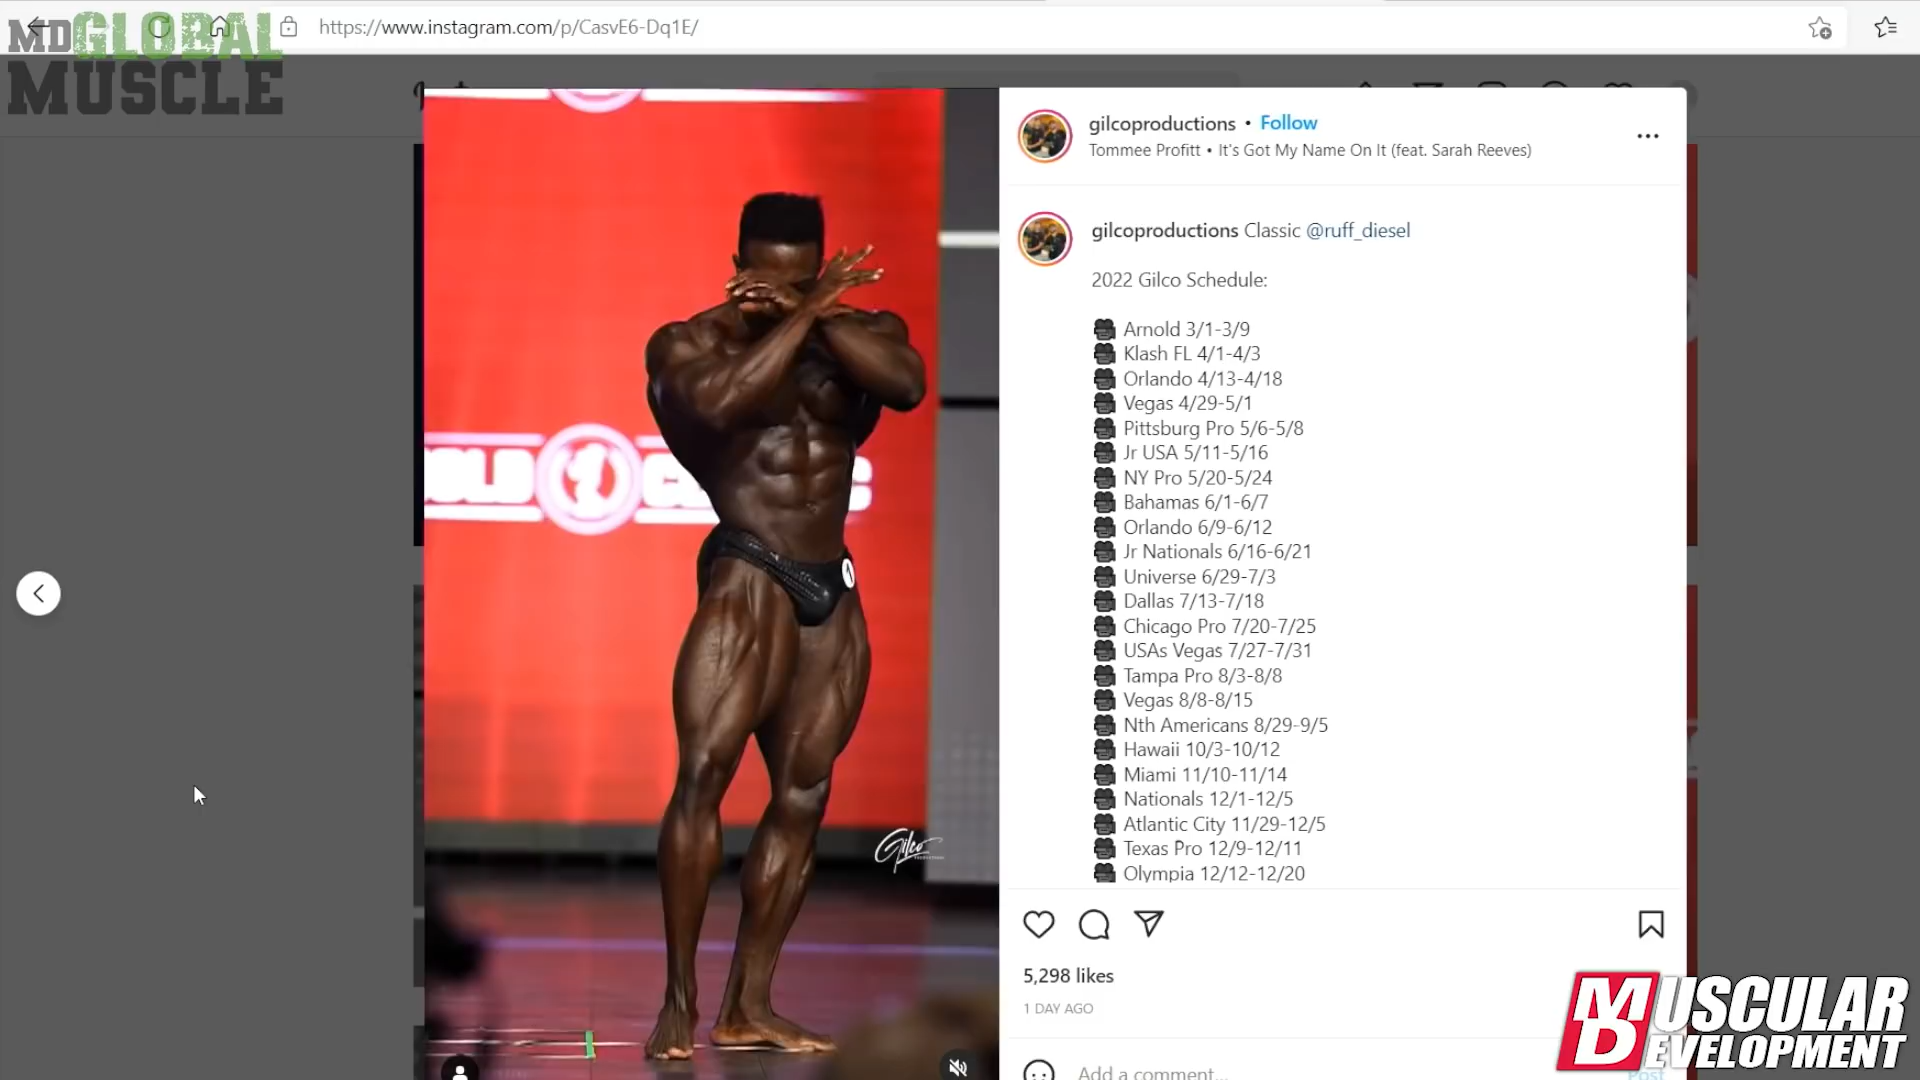 MD GLOBAL
MUSCLE
https://www.instagram.com/p/CasvE6-Dq1E/
gilcoproductions • Follow
Tommee Profitt • It's Got My Name On It (feat. Sarah Reeves)
gilcoproductions Classic @ruff_diesel
2022 Gilco Schedule:
Arnold 3/1-3/9
Klash FL 4/1-4/3
Orlando 4/13-4/18
Vegas 4/29-5/1
Pittsburg Pro 5/6-5/8
Jr USA 5/11-5/16
NY Pro 5/20-5/24
Bahamas 6/1-6/7
Orlando 6/9-6/12
Jr Nationals 6/16-6/21
Universe 6/29-7/3
Dallas 7/13-7/18
Chicago Pro 7/20-7/25
USAs Vegas 7/27-7/31
Tampa Pro 8/3-8/8
Vegas 8/8-8/15
Nth Americans 8/29-9/5
Hawaii 10/3-10/12
Miami 11/10-11/14
Nationals 12/1-12/5
Atlantic City 11/29-12/5
Texas Pro 12/9-12/11
Olympia 12/12-12/20
5,298 likes
1 DAY AGO
Add a comment...
Post
Gilco
MUSCULAR
DEVELOPMENT